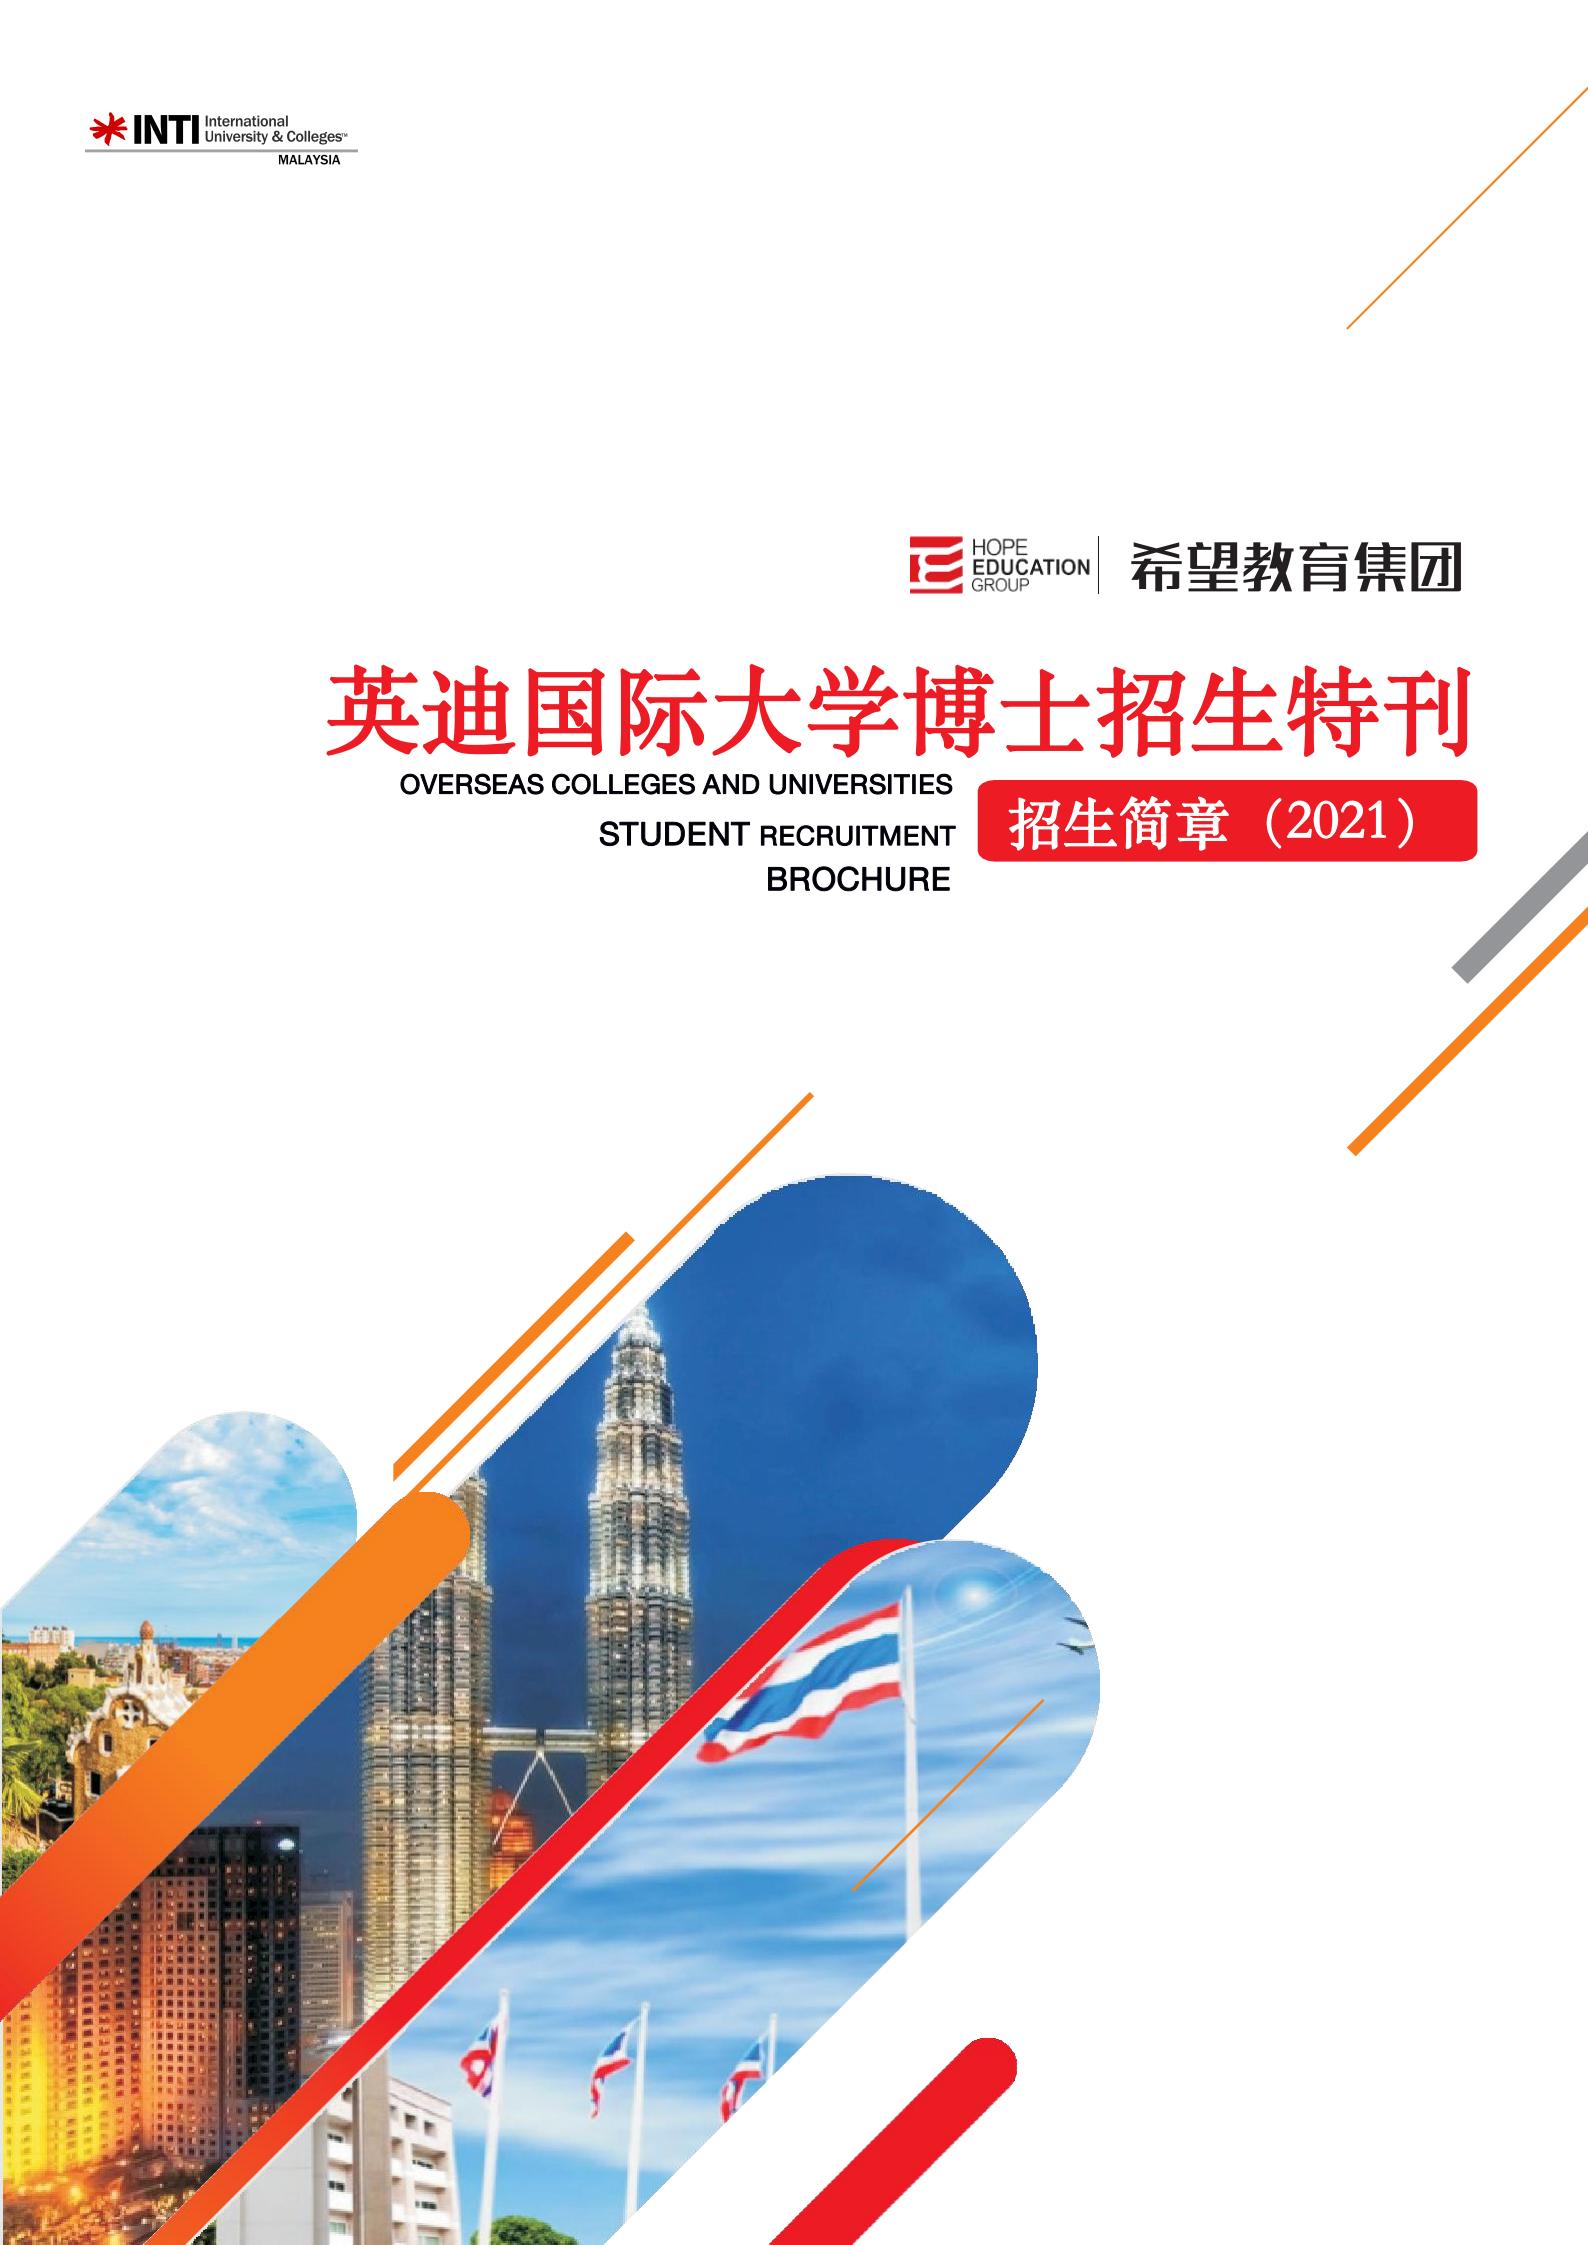 INTI International
University & Colleges™
MALAYSIA
HOPE
EDUCATION
GROUP
希望教育集团
英迪国际大学博士招生特刊
OVERSEAS COLLEGES AND UNIVERSITIES
STUDENT RECRUITMENT
BROCHURE
招生简章（2021）